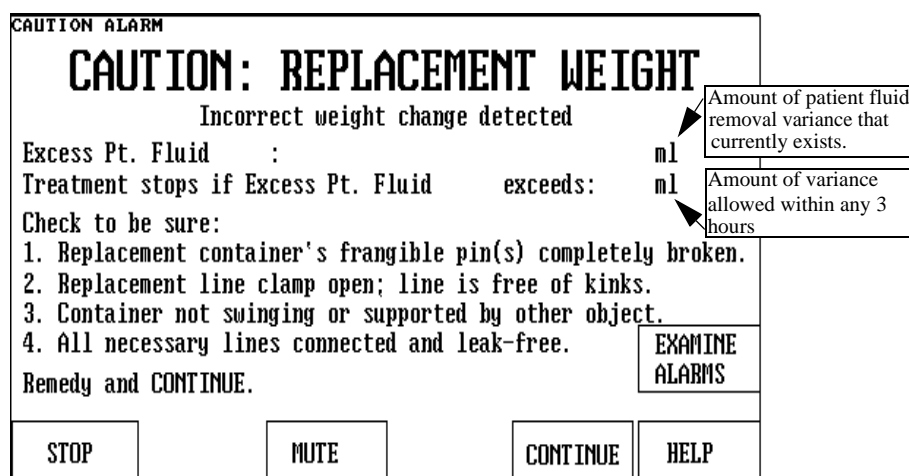 CAUTION ALARM
CAUTION: REPLACEMENT WEIGHT
Incorrect weight change detected
Excess Pt. Fluid : ml
Treatment stops if Excess Pt. Fluid exceeds: ml
Amount of patient fluid
removal variance that
currently exists.
Amount of variance
allowed within any 3
hours
Check to be sure:
1. Replacement container's frangible pin(s) completely broken.
2. Replacement line clamp open; line is free of kinks.
3. Container not swinging or supported by other object.
4. All necessary lines connected and leak-free.
Remedy and CONTINUE.
EXAMINE
ALARMS
STOP
MUTE
CONTINUE
HELP